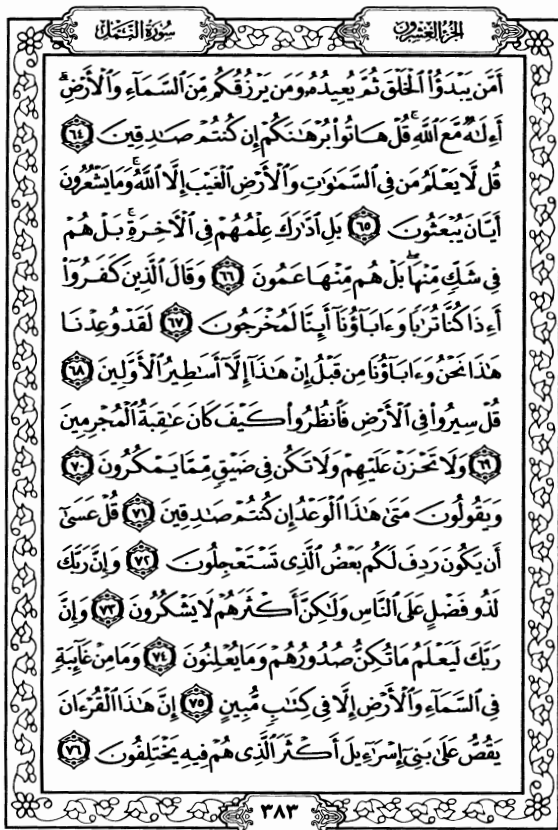 الجزء العشرون
سورة النمل
أَمَّن يَبْدَؤُا۟ ٱلْخَلْقَ ثُمَّ يُعِيدُهُۥ وَمَن يَرْزُقُكُم مِّنَ ٱلسَّمَآءِ وَٱلْأَرْضِ ۗ
أَءِلَٰهٌ مَّعَ ٱللَّهِ ۚ قُلْ هَاتُوا۟ بُرْهَٰنَكُمْ إِن كُنتُمْ صَٰدِقِينَ ٦٤
قُل لَّا يَعْلَمُ مَن فِى ٱلسَّمَٰوَٰتِ وَٱلْأَرْضِ ٱلْغَيْبَ إِلَّا ٱللَّهُ ۚ وَمَا يَشْعُرُونَ
أَيَّانَ يُبْعَثُونَ ٦٥ بَلِ ٱدَّٰرَكَ عِلْمُهُمْ فِى ٱلْءَاخِرَةِ ۚ بَلْ هُمْ
فِى شَكٍّ مِّنْهَا ۖ بَلْ هُم مِّنْهَا عَمُونَ ٦٦ وَقَالَ ٱلَّذِينَ كَفَرُوٓا۟
أَءِذَا كُنَّا تُرَٰبًا وَءَابَآؤُنَآ أَئِنَّا لَمُخْرَجُونَ ٦٧ لَقَدْ وُعِدْنَا
هَٰذَا نَحْنُ وَءَابَآؤُنَا مِن قَبْلُ إِنْ هَٰذَآ إِلَّآ أَسَٰطِيرُ ٱلْأَوَّلِينَ ٦٨
قُلْ سِيرُوا۟ فِى ٱلْأَرْضِ فَٱنظُرُوا۟ كَيْفَ كَانَ عَٰقِبَةُ ٱلْمُجْرِمِينَ
٦٩ وَلَا تَحْزَنْ عَلَيْهِمْ وَلَا تَكُن فِى ضَيْقٍ مِّمَّا يَمْكُرُونَ ٧٠
وَيَقُولُونَ مَتَىٰ هَٰذَا ٱلْوَعْدُ إِن كُنتُمْ صَٰدِقِينَ ٧١ قُلْ عَسَىٰٓ
أَن يَكُونَ رَدِفَ لَكُم بَعْضُ ٱلَّذِى تَسْتَعْجِلُونَ ٧٢ وَإِنَّ رَبَّكَ
لَذُو فَضْلٍ عَلَى ٱلنَّاسِ وَلَٰكِنَّ أَكْثَرَهُمْ لَا يَشْكُرُونَ ٧٣ وَإِنَّ
رَبَّكَ لَيَعْلَمُ مَا تُكِنُّ صُدُورُهُمْ وَمَا يُعْلِنُونَ ٧٤ وَمَا مِنْ غَآئِبَةٍ
فِى ٱلسَّمَآءِ وَٱلْأَرْضِ إِلَّا فِى كِتَٰبٍ مُّبِينٍ ٧٥ إِنَّ هَٰذَا ٱلْقُرْءَانَ
يَقُصُّ عَلَىٰ بَنِىٓ إِسْرَٰٓءِيلَ أَكْثَرَ ٱلَّذِى هُمْ فِيهِ يَخْتَلِفُونَ ٧٦
٣٨٣